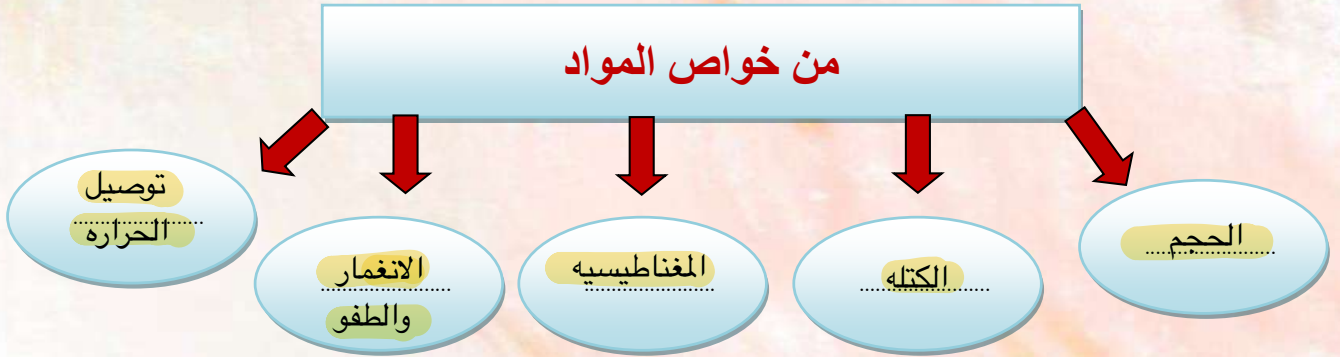 من خواص المواد
الحجم
الكتله
المغناطيسيه
الانغمار
والطفو
توصيل
الحراره